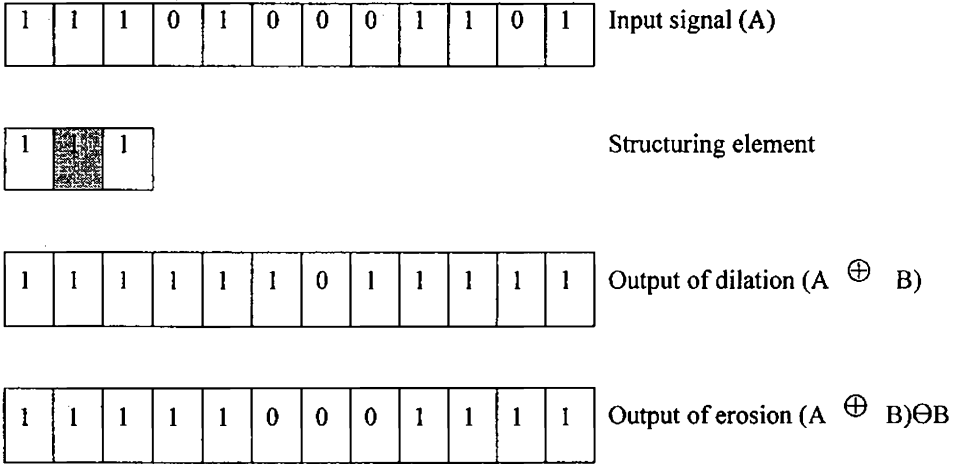 1 1 1 0 1 0 0 0 1 1 0 1 Input signal (A)
1 1 1 Structuring element
1 1 1 1 1 1 0 1 1 1 1 1 Output of dilation (A ⊕ B)
1 1 1 1 1 0 0 0 1 1 1 1 Output of erosion (A ⊕ B)⊖B